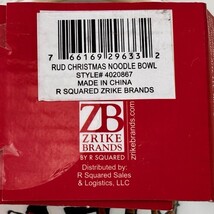 7 66169 29633 2
RUD CHRISTMAS NOODLE BOWL
STYLE# 4020867
MADE IN CHINA
R SQUARED ZRIKE BRANDS
ZB
ZRIKE
BRANDS
BY R SQUARED
zrikebrands.com
Distributed by:
R Squared Sales
& Logistics, LLC